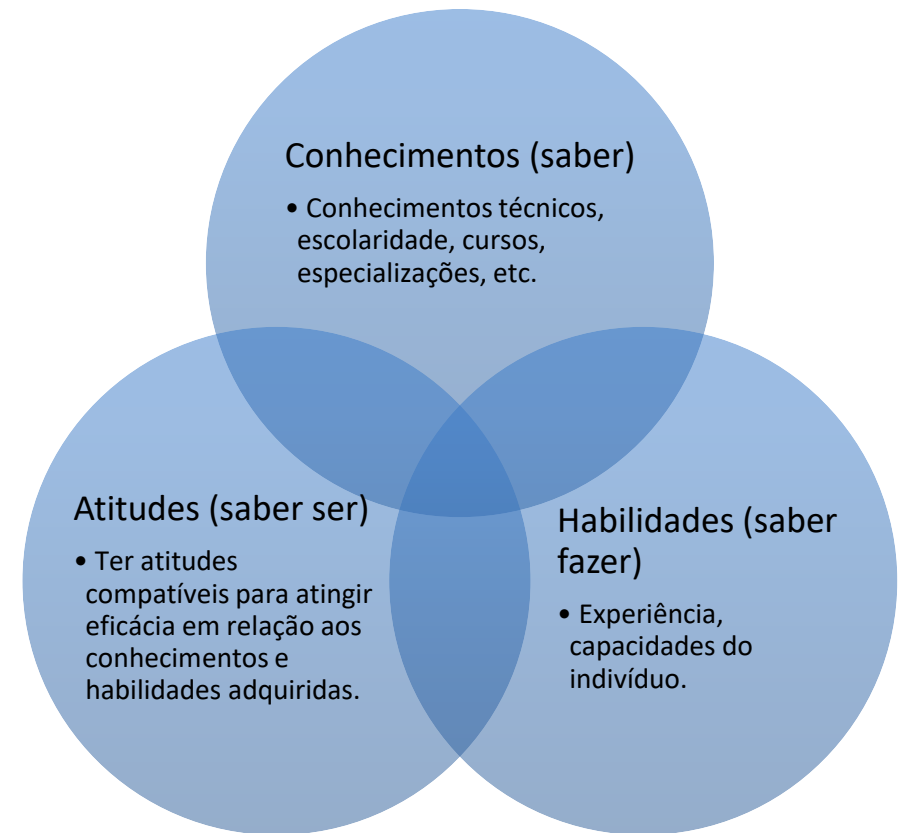 Conhecimentos (saber)
• Conhecimentos técnicos,
escolaridade, cursos,
especializações, etc.
Atitudes (saber ser)
• Ter atitudes
compatíveis para atingir
eficácia em relação aos
conhecimentos e
habilidades adquiridas.
Habilidades (saber
fazer)
• Experiência,
capacidades do
indivíduo.